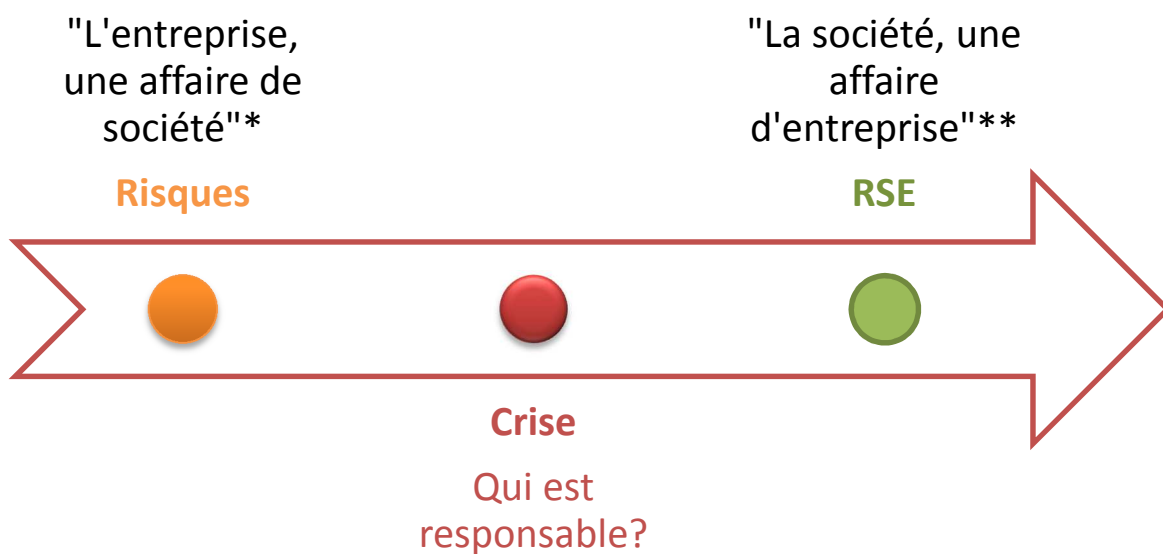 "L'entreprise,
une affaire de
société"*
Risques
"La société, une
affaire
d'entreprise"**
RSE
Crise
Qui est
responsable?